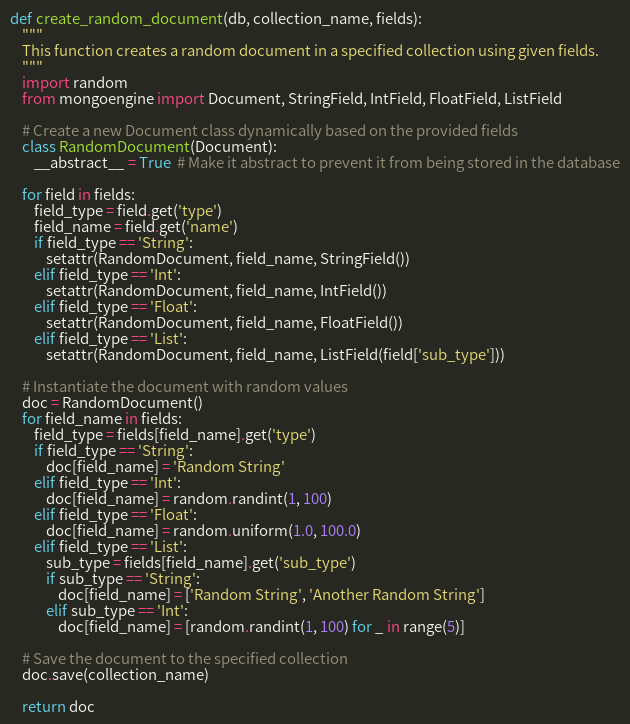 def create_random_document(db, collection_name, fields):
    """
    This function creates a random document in a specified collection using given fields.
    """
    import random
    from mongoengine import Document, StringField, IntField, FloatField, ListField

    # Create a new Document class dynamically based on the provided fields
    class RandomDocument(Document):
        __abstract__ = True  # Make it abstract to prevent it from being stored in the database

    for field in fields:
        field_type = field.get('type')
        field_name = field.get('name')
        if field_type == 'String':
            setattr(RandomDocument, field_name, StringField())
        elif field_type == 'Int':
            setattr(RandomDocument, field_name, IntField())
        elif field_type == 'Float':
            setattr(RandomDocument, field_name, FloatField())
        elif field_type == 'List':
            setattr(RandomDocument, field_name, ListField(field['sub_type']))

    # Instantiate the document with random values
    doc = RandomDocument()
    for field_name in fields:
        field_type = fields[field_name].get('type')
        if field_type == 'String':
            doc[field_name] = 'Random String'
        elif field_type == 'Int':
            doc[field_name] = random.randint(1, 100)
        elif field_type == 'Float':
            doc[field_name] = random.uniform(1.0, 100.0)
        elif field_type == 'List':
            sub_type = fields[field_name].get('sub_type')
            if sub_type == 'String':
                doc[field_name] = ['Random String', 'Another Random String']
            elif sub_type == 'Int':
                doc[field_name] = [random.randint(1, 100) for _ in range(5)]

    # Save the document to the specified collection
    doc.save(collection_name)

    return doc